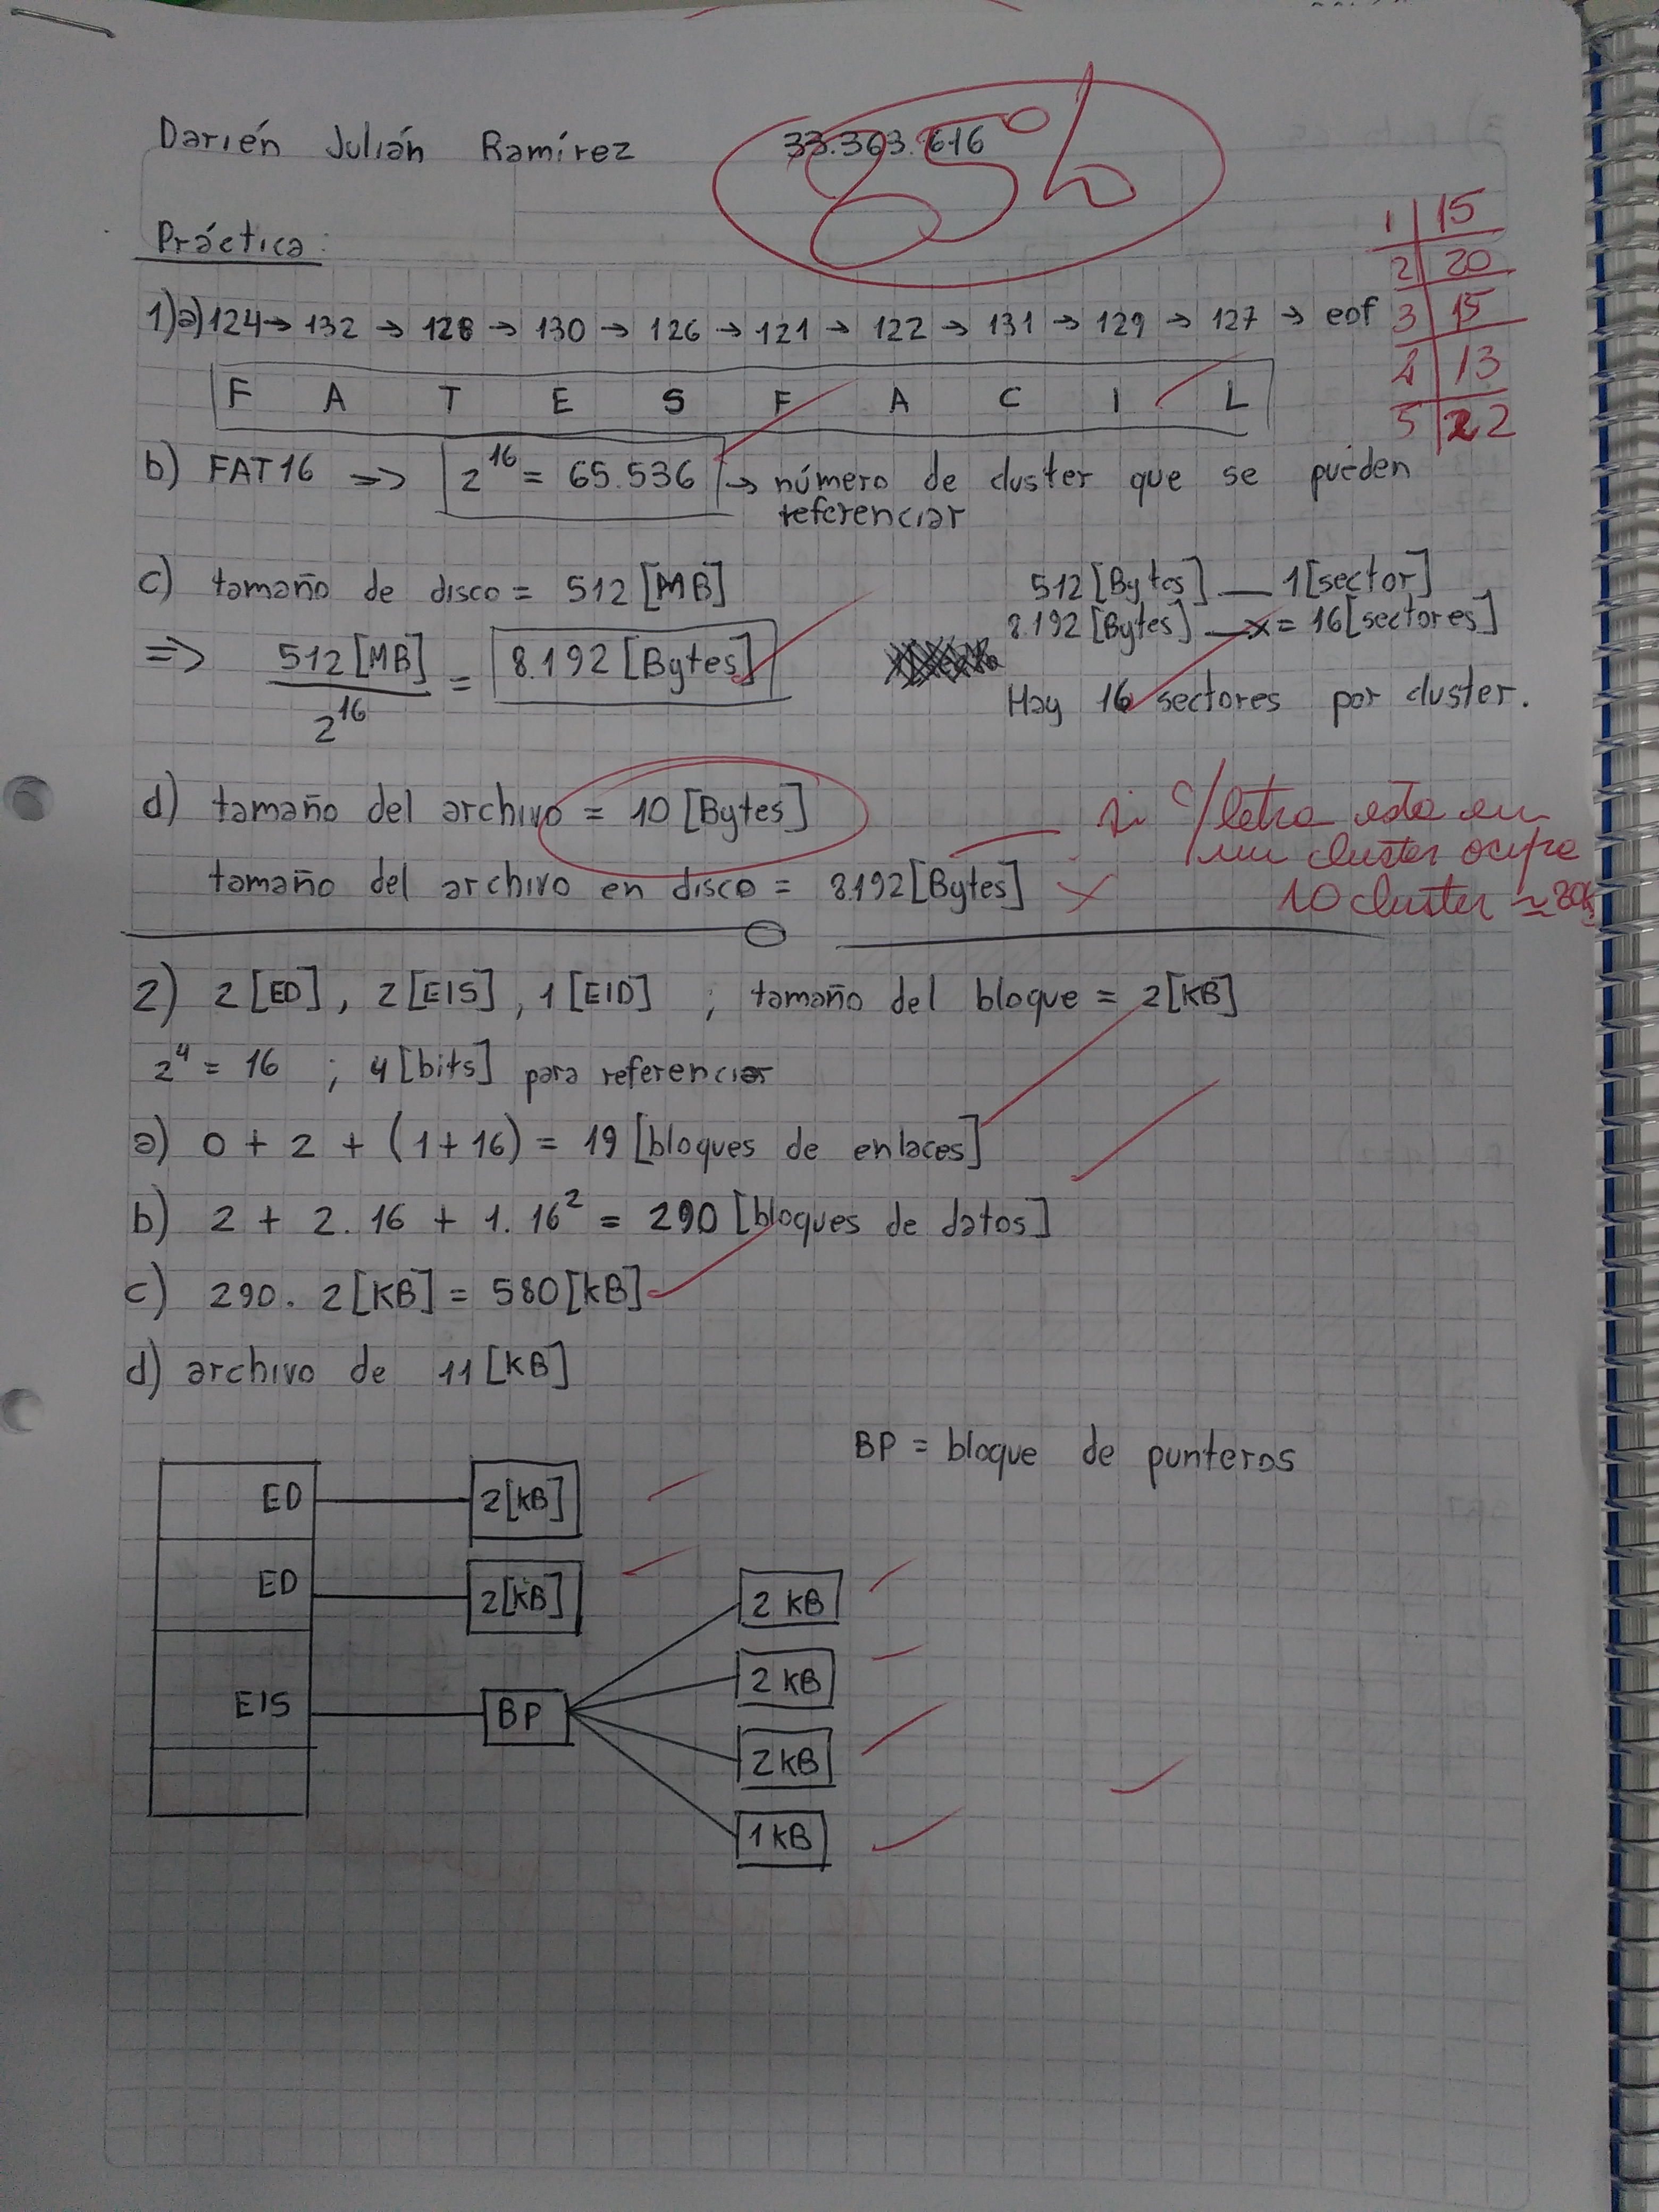 Darién Julián Ramírez 33.363.616
85%
Práctica:
1 15
2 20
3 15
4 13
5 22
1)a) 124 → 132 → 128 → 130 → 126 → 121 → 122 → 131 → 129 → 127 → eof
F A T E S F A C I L
b) FAT16 => 2^16 = 65.536 → número de cluster que se pueden
referenciar
c) tamaño de disco = 512 [MB]
=> 512 [MB] / 2^16 = 8.192 [Bytes]
512 [Bytes] — 1 [sector]
8.192 [Bytes] — x = 16 [sectores]
Hay 16 sectores por cluster.
d) tamaño del archivo = 10 [Bytes]
tamaño del archivo en disco = 8192 [Bytes] X
si c/letra esta en
un cluster ocupa
10 cluster ≃ 80K
2) 2 [ED], 2 [EIS], 1 [EID] ; tamaño del bloque = 2 [KB]
2^4 = 16 ; 4 [bits] para referenciar
a) 0 + 2 + (1 + 16) = 19 [bloques de enlaces]
b) 2 + 2.16 + 1.16^2 = 290 [bloques de datos]
c) 290. 2 [KB] = 580 [kB]
d) archivo de 11 [KB]
BP = bloque de punteros
ED 2 [KB]
ED 2 [KB]
EIS BP
2 KB
2 KB
2 KB
1 KB